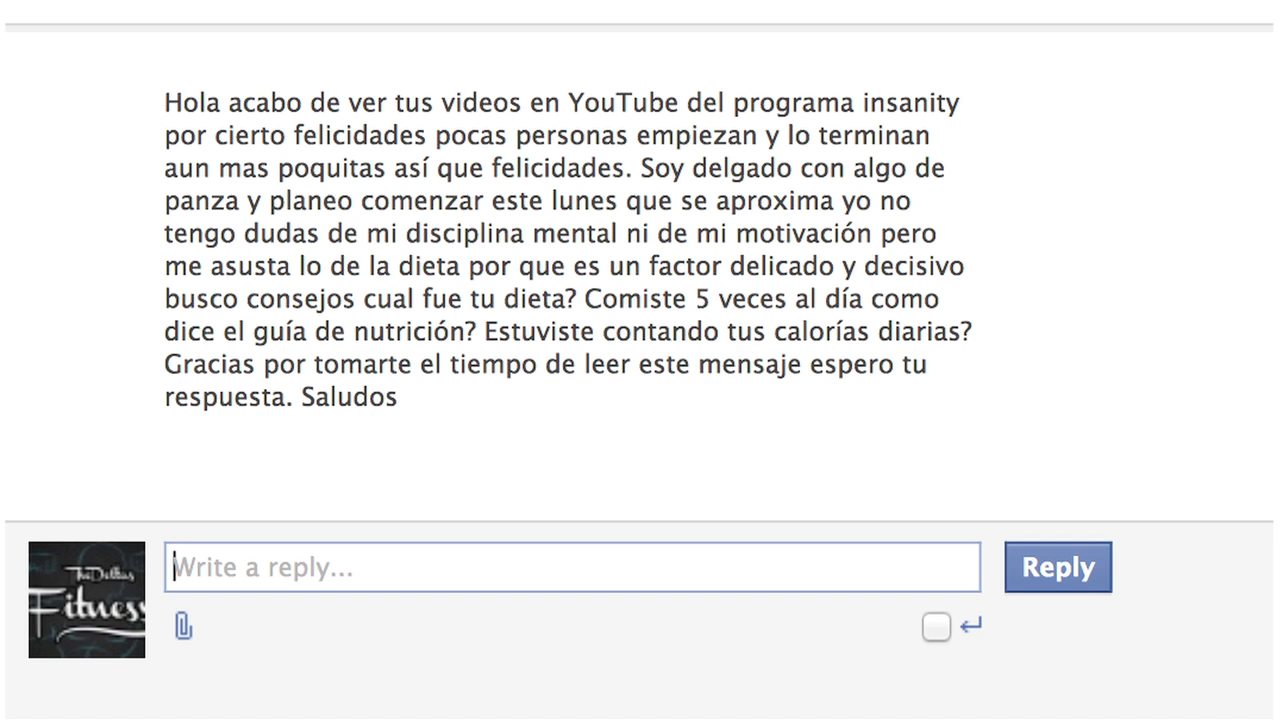 Hola acabo de ver tus videos en YouTube del programa insanity
por cierto felicidades pocas personas empiezan y lo terminan
aun mas poquitas así que felicidades. Soy delgado con algo de
panza y planeo comenzar este lunes que se aproxima yo no
tengo dudas de mi disciplina mental ni de mi motivación pero
me asusta lo de la dieta por que es un factor delicado y decisivo
busco consejos cual fue tu dieta? Comiste 5 veces al día como
dice el guía de nutrición? Estuviste contando tus calorías diarias?
Gracias por tomarte el tiempo de leer este mensaje espero tu
respuesta. Saludos
Fitness
Write a reply...
Reply